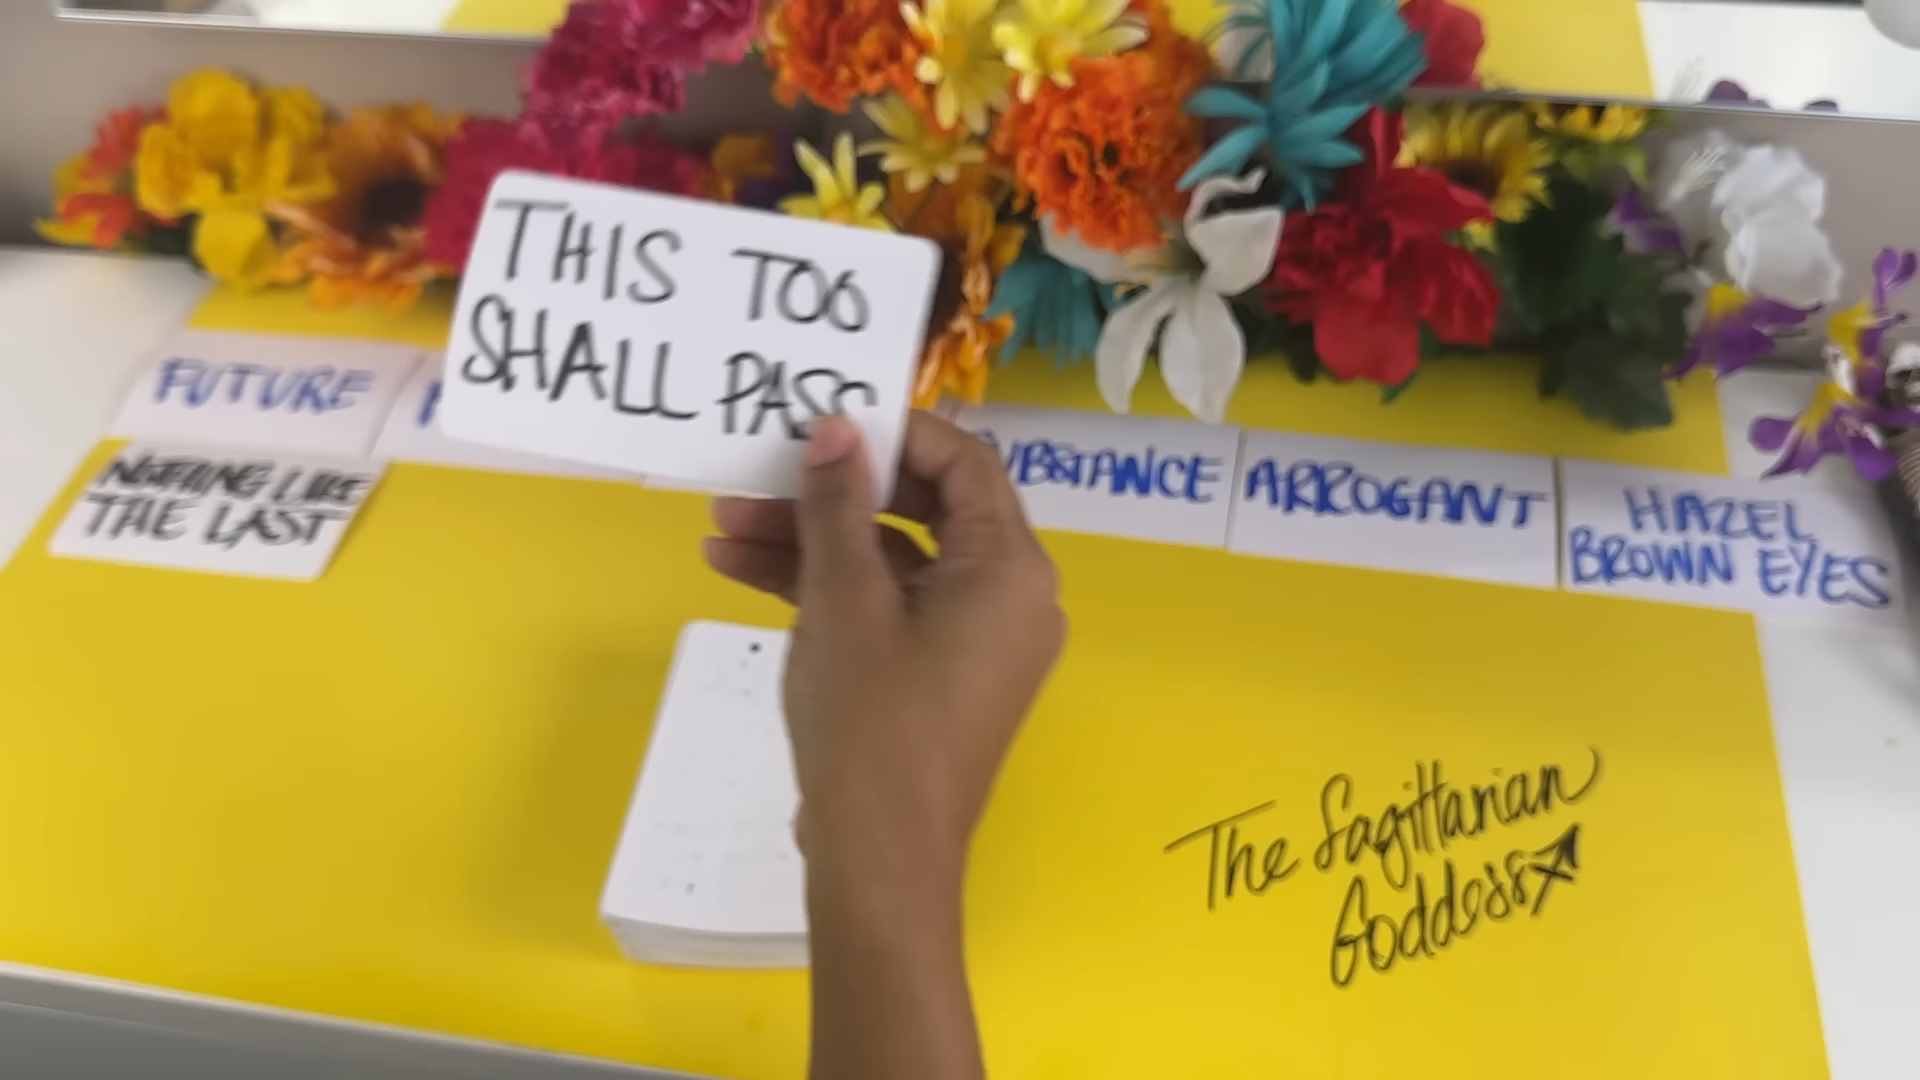 THIS TOO
SHALL PASS
FUTURE
NOTHING LIKE
THE LAST
SUBSTANCE
ARROGANT
HAZEL
BROWN EYES
The Sagittarian
Goddess